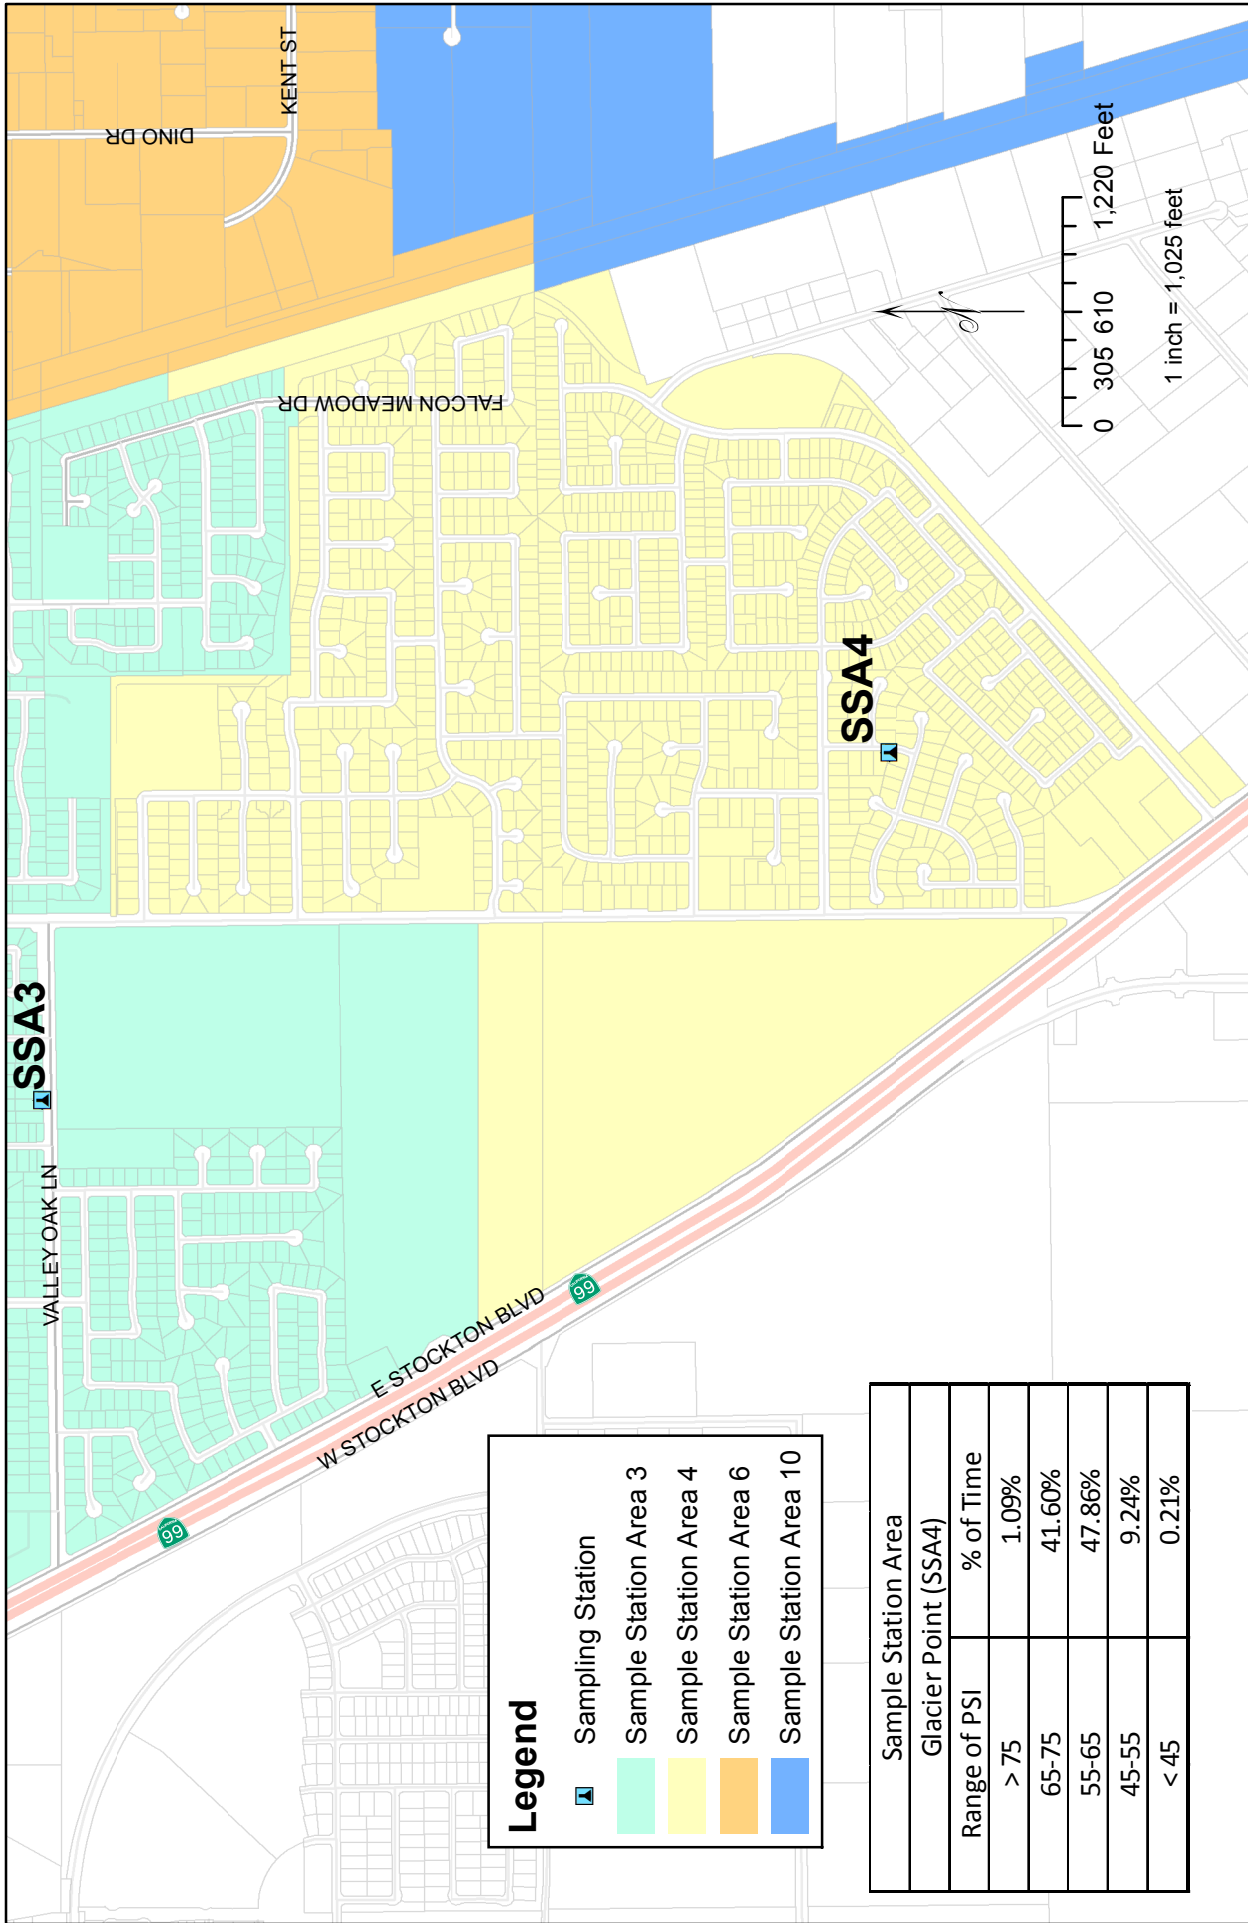 SSA3
VALLEY OAK LN
DINO DR
KENT ST
FALCON MEADOW DR
SSA4
E STOCKTON BLVD
W STOCKTON BLVD
CALIFORNIA
99
CALIFORNIA
99
N
0 305 610 1,220 Feet
1 inch = 1,025 feet
Legend
Sampling Station
Sample Station Area 3
Sample Station Area 4
Sample Station Area 6
Sample Station Area 10
Sample Station Area
Glacier Point (SSA4)
Range of PSI % of Time
> 75 1.09%
65-75 41.60%
55-65 47.86%
45-55 9.24%
< 45 0.21%